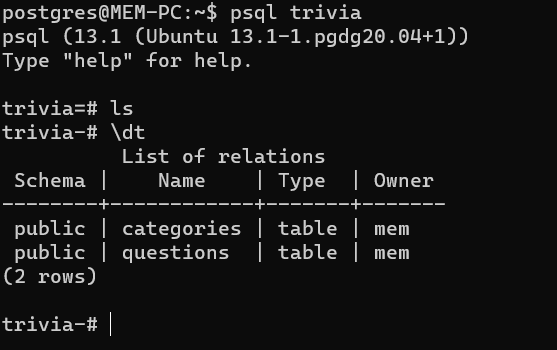 postgres@MEM-PC:~$ psql trivia
psql (13.1 (Ubuntu 13.1-1.pgdg20.04+1))
Type "help" for help.

trivia=# ls
trivia-# \dt
          List of relations
 Schema |    Name    | Type  | Owner
--------+------------+-------+-------
 public | categories | table | mem
 public | questions  | table | mem
(2 rows)

trivia-#